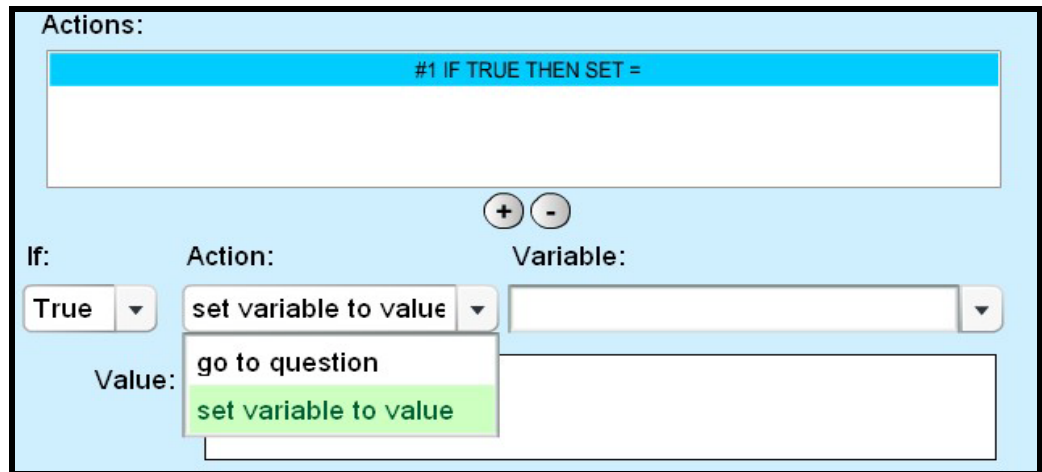 Actions:
#1 IF TRUE THEN SET =
+ -
If: Action: Variable:
True set variable to value
go to question
Value:
set variable to value